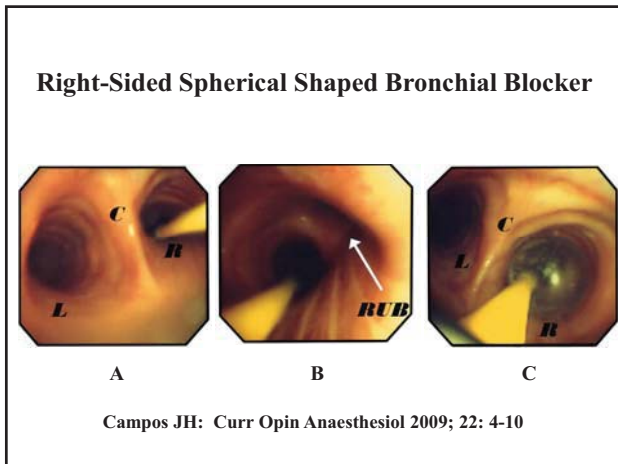 Right-Sided Spherical Shaped Bronchial Blocker
C
R
L
RUB
C
L
R
A
B
C
Campos JH: Curr Opin Anaesthesiol 2009; 22: 4-10